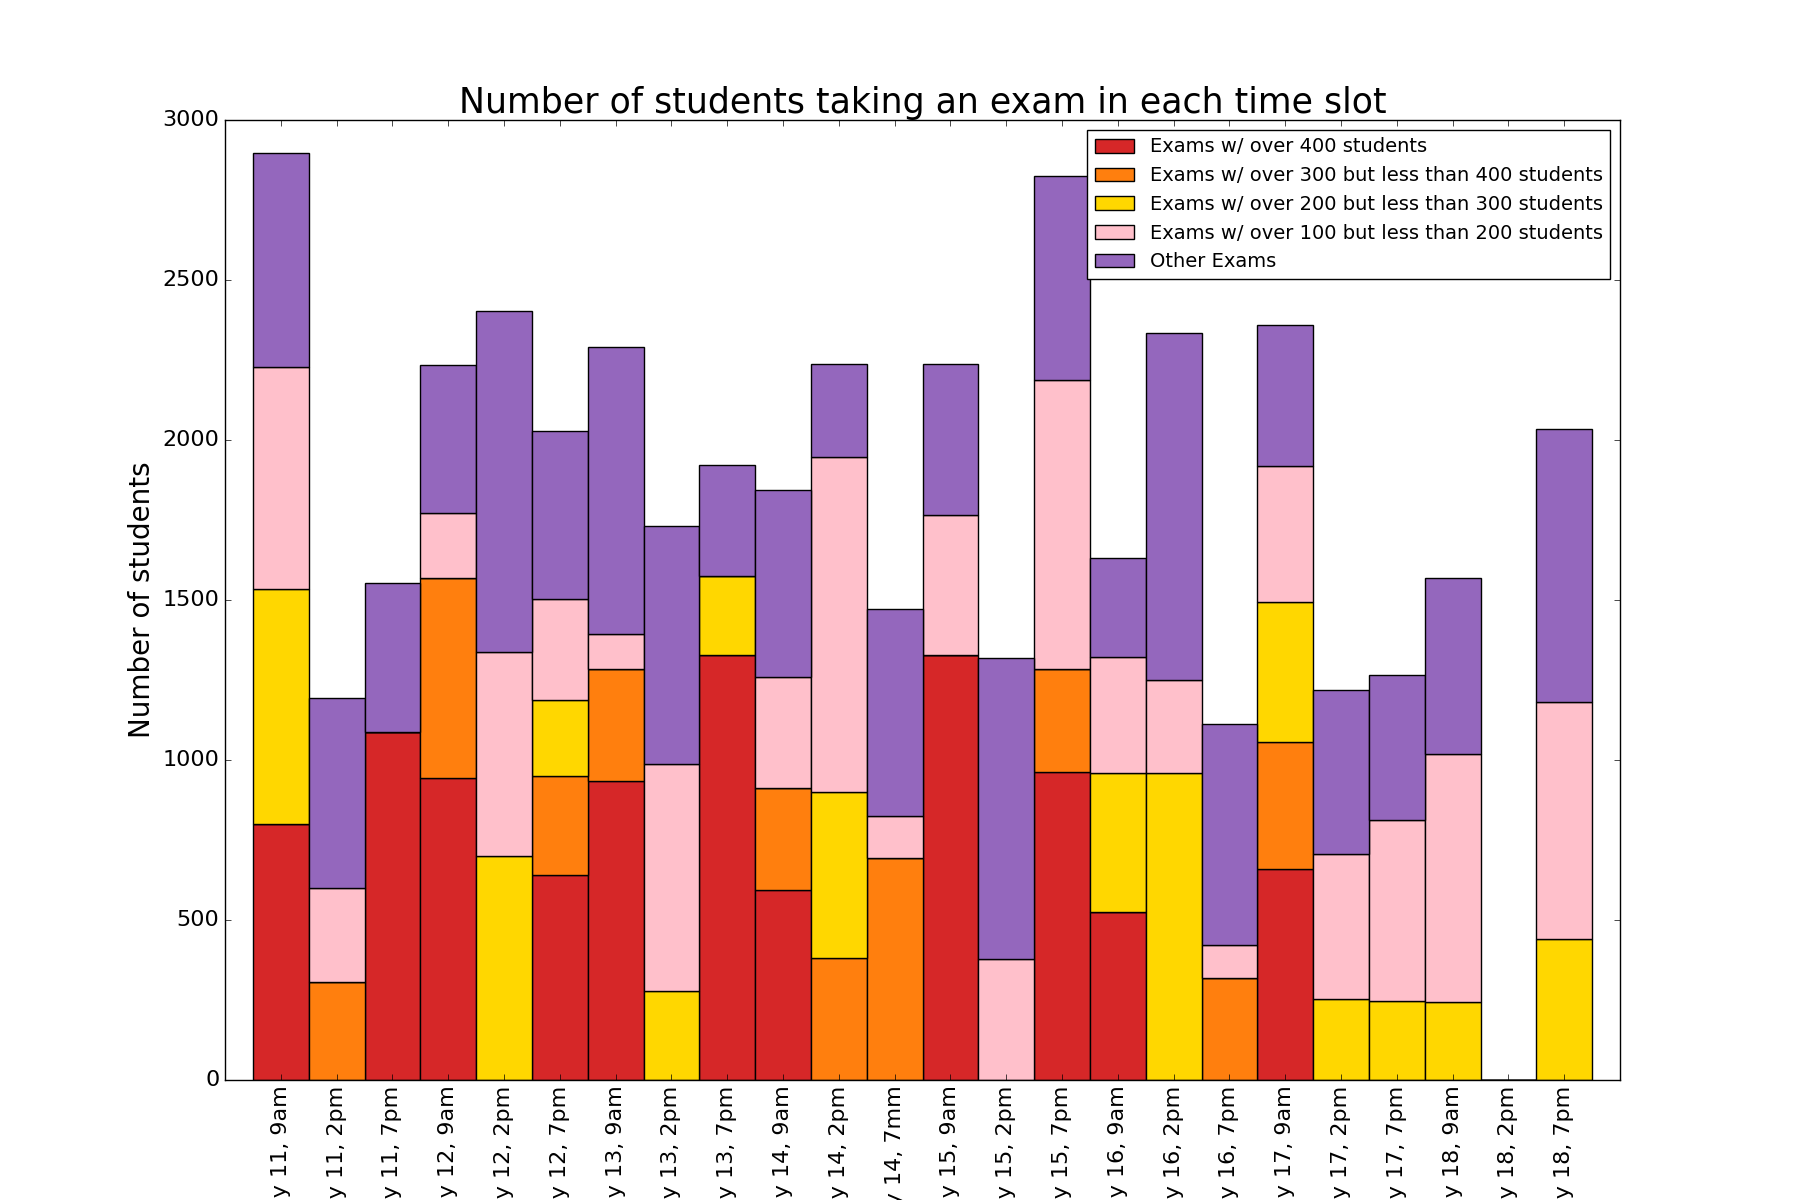 Number of students taking an exam in each time slot
Exams w/ over 400 students
Exams w/ over 300 but less than 400 students
Exams w/ over 200 but less than 300 students
Exams w/ over 100 but less than 200 students
Other Exams
Number of students
3000
2500
2000
1500
1000
500
0
y 11, 9am
y 11, 2pm
y 11, 7pm
y 12, 9am
y 12, 2pm
y 12, 7pm
y 13, 9am
y 13, 2pm
y 13, 7pm
y 14, 9am
y 14, 2pm
y 14, 7mm
y 15, 9am
y 15, 2pm
y 15, 7pm
y 16, 9am
y 16, 2pm
y 16, 7pm
y 17, 9am
y 17, 2pm
y 17, 7pm
y 18, 9am
y 18, 2pm
y 18, 7pm